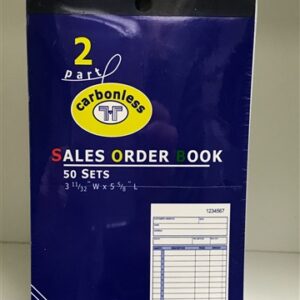 2
part
carbonless
SALES ORDER BOOK
50 SETS
3 11/32" W x 5 5/8" L
1234567